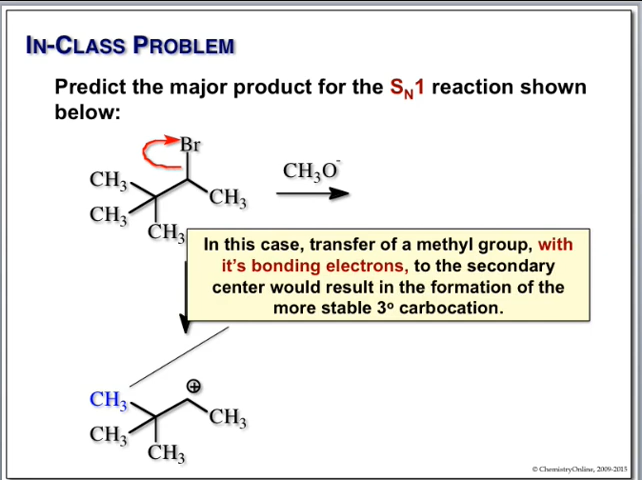 IN-CLASS PROBLEM
Predict the major product for the SN1 reaction shown
below:
Br
CH3
CH3
CH3
CH3
CH3O-
In this case, transfer of a methyl group, with
it's bonding electrons, to the secondary
center would result in the formation of the
more stable 3o carbocation.
+
CH3
CH3
CH3
CH3
© ChemistryOnline, 2009-2015